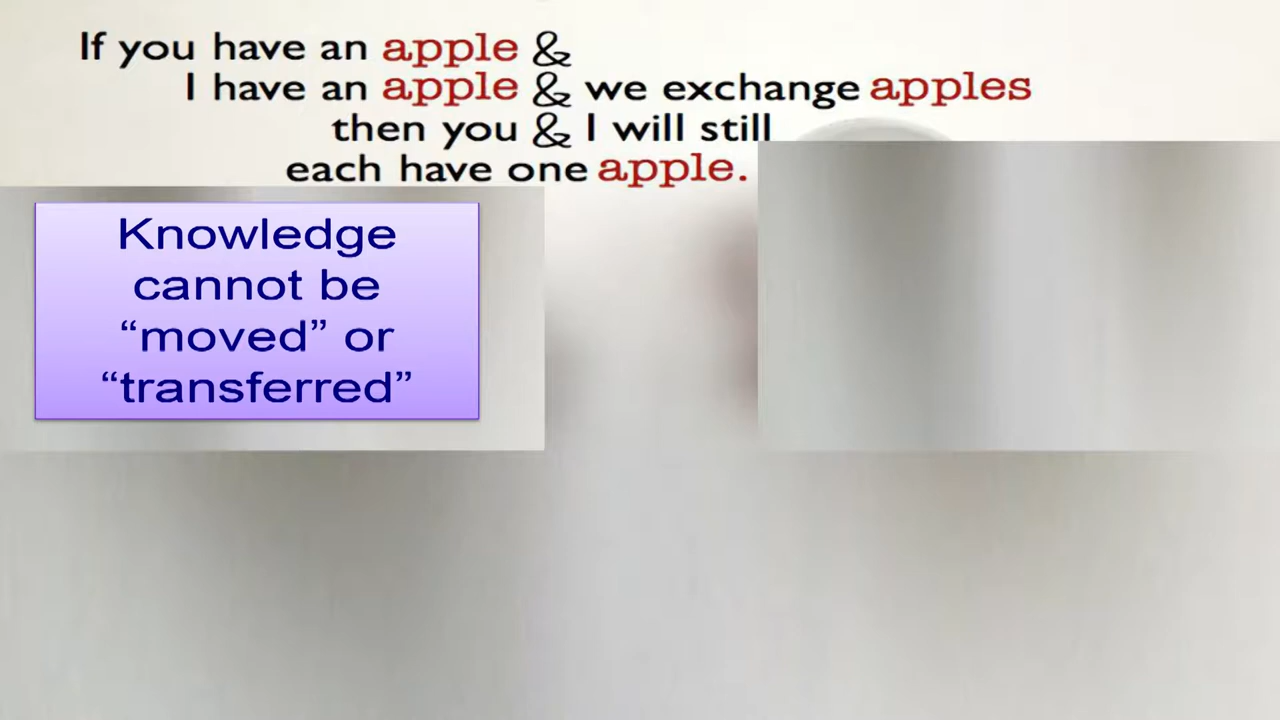 If you have an apple &
I have an apple & we exchange apples
then you & I will still
each have one apple.
Knowledge
cannot be
“moved” or
“transferred”